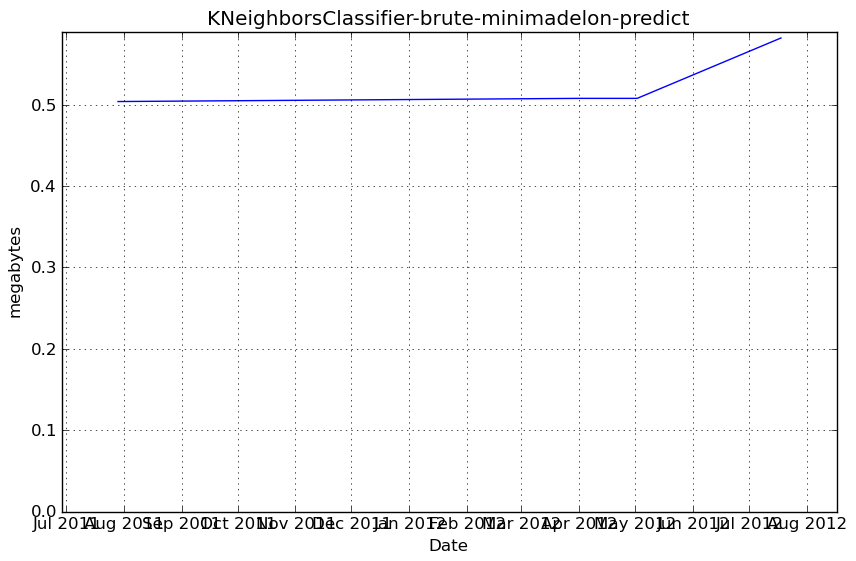 KNeighborsClassifier-brute-minimadelon-predict
0.5
0.4
0.3
0.2
0.1
0.0
megabytes
Jul 2011 Aug 2011 Sep 2011 Oct 2011 Nov 2011 Dec 2011 Jan 2012 Feb 2012 Mar 2012 Apr 2012 May 2012 Jun 2012 Jul 2012 Aug 2012
Date